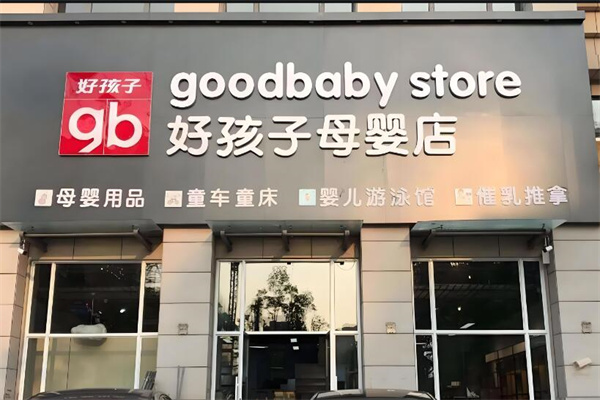 好孩子
gb
goodbaby store
好孩子母婴店
母婴用品 童车童床 婴儿游泳馆 催乳推拿